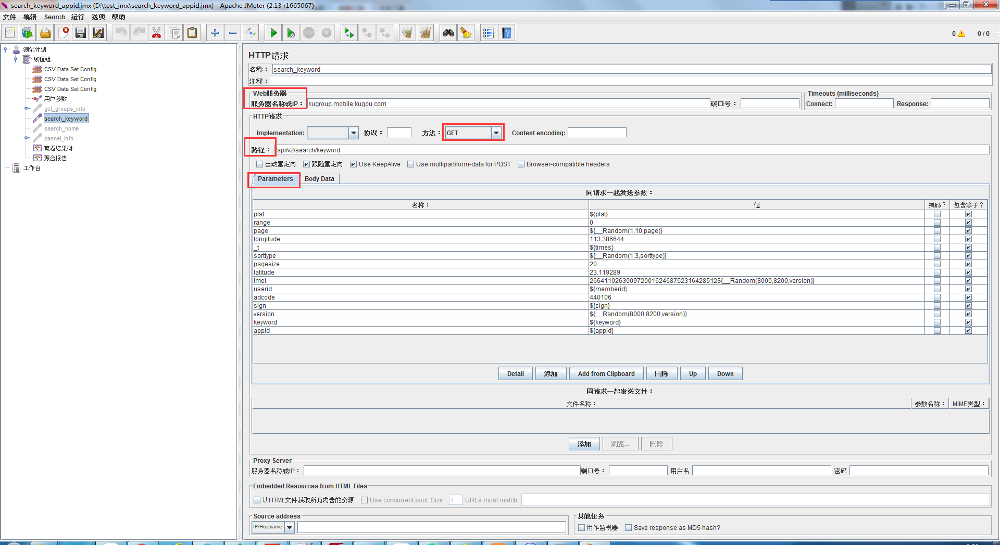 search_keyword_appid.jmx (D:\test_jmx\search_keyword_appid.jmx) - Apache JMeter (2.13 r1665067)
文件 编辑 Search 运行 选项 帮助
STOP
0 0 / 0
测试计划
线程组
CSV Data Set Config
CSV Data Set Config
CSV Data Set Config
用户参数
get_groups_info
search_keyword
search_home
pannel_info
察看结果树
聚合报告
工作台
HTTP请求
名称： search_keyword
注释：
Web服务器
服务器名称或IP： kugroup.mobile.kugou.com 端口号：
Timeouts (milliseconds)
Connect: Response:
HTTP请求
Implementation: 协议： 方法： GET Content encoding:
路径： /api/v2/search/keyword
自动重定向 跟随重定向 Use KeepAlive Use multipart/form-data for POST Browser-compatible headers
Parameters Body Data
同请求一起发送参数：
名称： 值 编码？ 包含等于？
plat ${plat}
range 0
page ${__Random(1,10,page)}
longitude 113.386644
_t ${times}
sorttype ${__Random(1,3,sorttype)}
pagesize 20
latitude 23.119289
imei 26641102630097200162468752316428512${__Random(8000,8200,version)}
userid ${memberid}
adcode 440106
sign ${sign}
version ${__Random(8000,8200,version)}
keyword ${keyword}
appid ${appid}
Detail 添加 Add from Clipboard 删除 Up Down
同请求一起发送文件：
文件名称： 参数名称： MIME类型：
添加 浏览... 删除
Proxy Server
服务器名称或IP： 端口号： 用户名 密码
Embedded Resources from HTML Files
从HTML文件获取所有内含的资源 Use concurrent pool. Size: 4 URLs must match:
Source address
IP/Hostname
其他任务
用作监视器 Save response as MD5 hash?